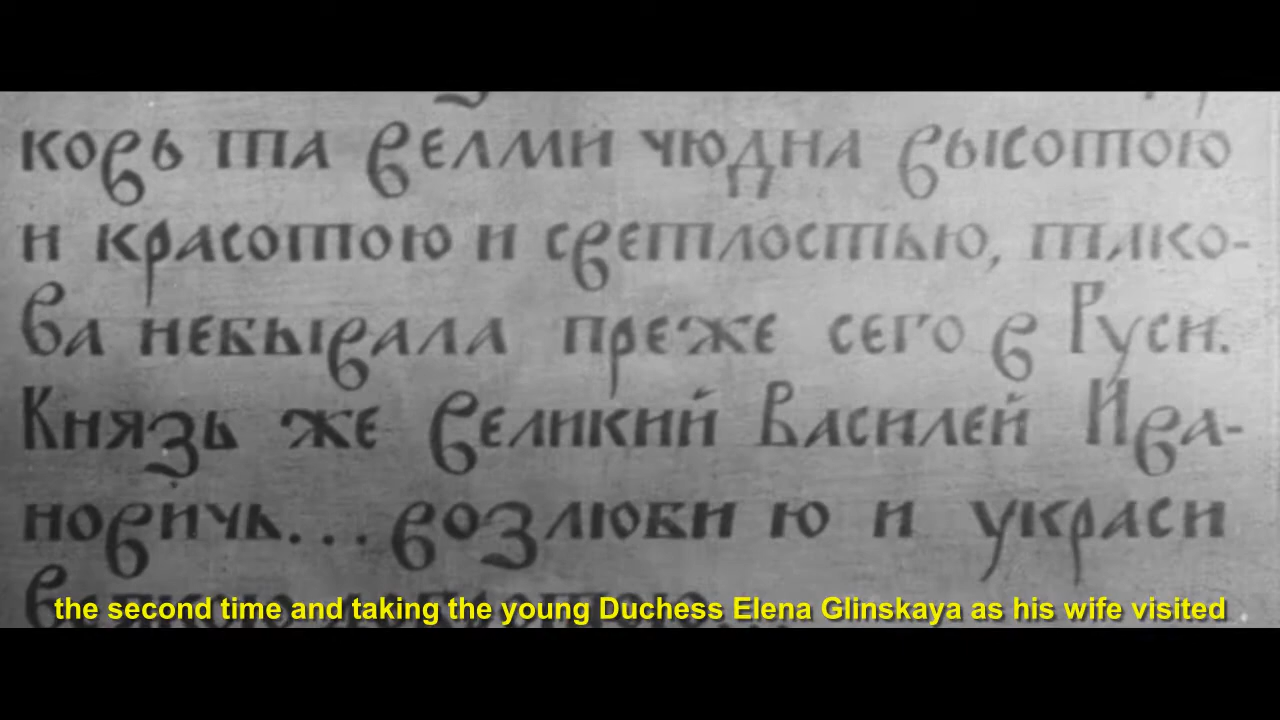 ковь та велми чюдна высотою
и красотою и светлостью, тако-
ва небывала преже сего в Руси.
Князь же великий Василей Ива-
новичь...возлюби ю и украси
the second time and taking the young Duchess Elena Glinskaya as his wife visited